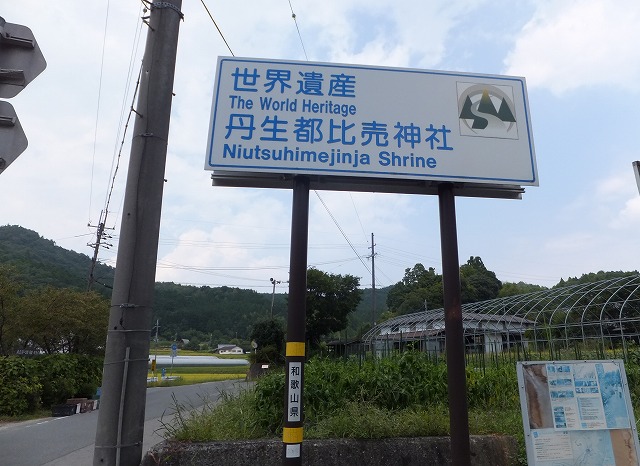 世界遺産
The World Heritage
丹生都比売神社
Niutsuhimejinja Shrine
和歌山県